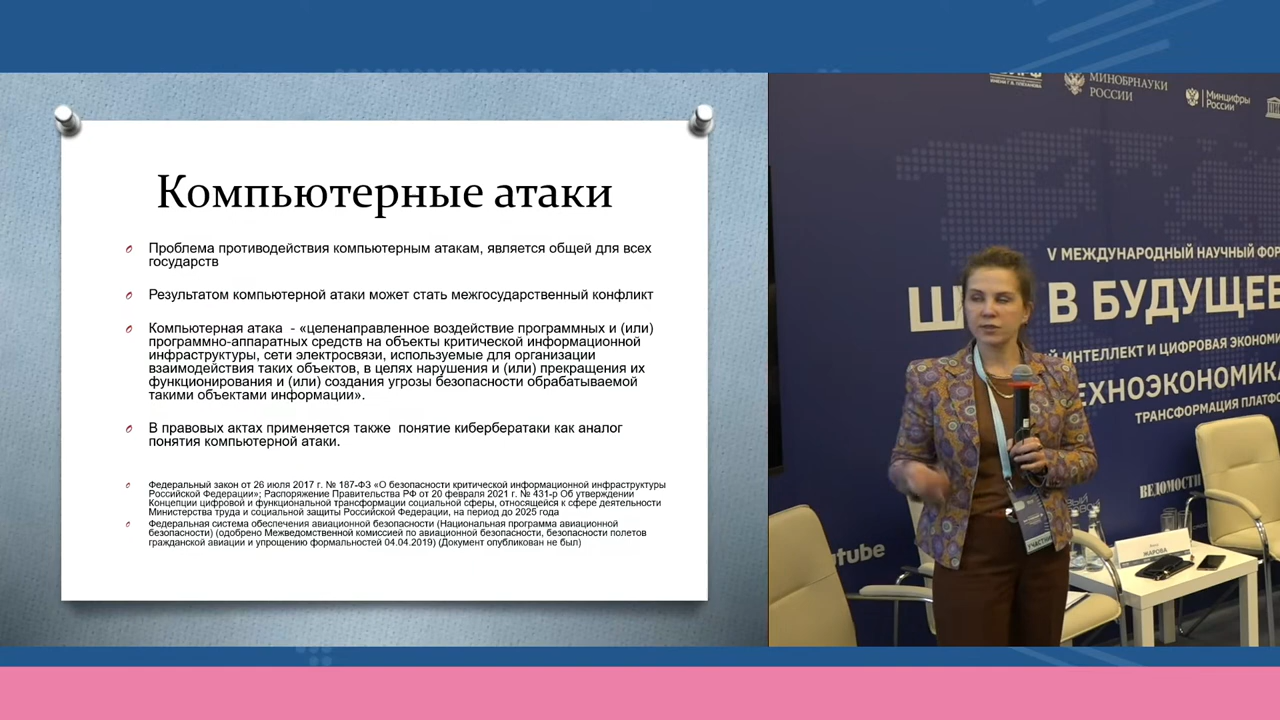 Компьютерные атаки
Проблема противодействия компьютерным атакам, является общей для всех
государств
Результатом компьютерной атаки может стать межгосударственный конфликт
Компьютерная атака - «целенаправленное воздействие программных и (или)
программно-аппаратных средств на объекты критической информационной
инфраструктуры, сети электросвязи, используемые для организации
взаимодействия таких объектов, в целях нарушения и (или) прекращения их
функционирования и (или) создания угрозы безопасности обрабатываемой
такими объектами информации».
В правовых актах применяется также понятие кибербератаки как аналог
понятия компьютерной атаки.
Федеральный закон от 26 июля 2017 г. № 187-ФЗ «О безопасности критической информационной инфраструктуры
Российской Федерации»; Распоряжение Правительства РФ от 20 февраля 2021 г. № 431-р Об утверждении
Концепции цифровой и функциональной трансформации социальной сферы, относящейся к сфере деятельности
Министерства труда и социальной защиты Российской Федерации, на период до 2025 года
Федеральная система обеспечения авиационной безопасности (Национальная программа авиационной
безопасности) (одобрено Межведомственной комиссией по авиационной безопасности, безопасности полетов
гражданской авиации и упрощению формальностей 04.04.2019) (Документ опубликован не был)
МИНОБРНАУКИ
РОССИИ
Минцифры
России
V МЕЖДУНАРОДНЫЙ НАУЧНЫЙ ФОР
Ш В БУДУЩЕЕ
Й ИНТЕЛЛЕКТ И ЦИФРОВАЯ ЭКОНОМИ
ЕХНОЭКОНОМИКА
ТРАНСФОРМАЦИЯ ПЛАТФО
ВЕДОМОСТИ
utube
ЖАРОВА
УЧАСТНИК